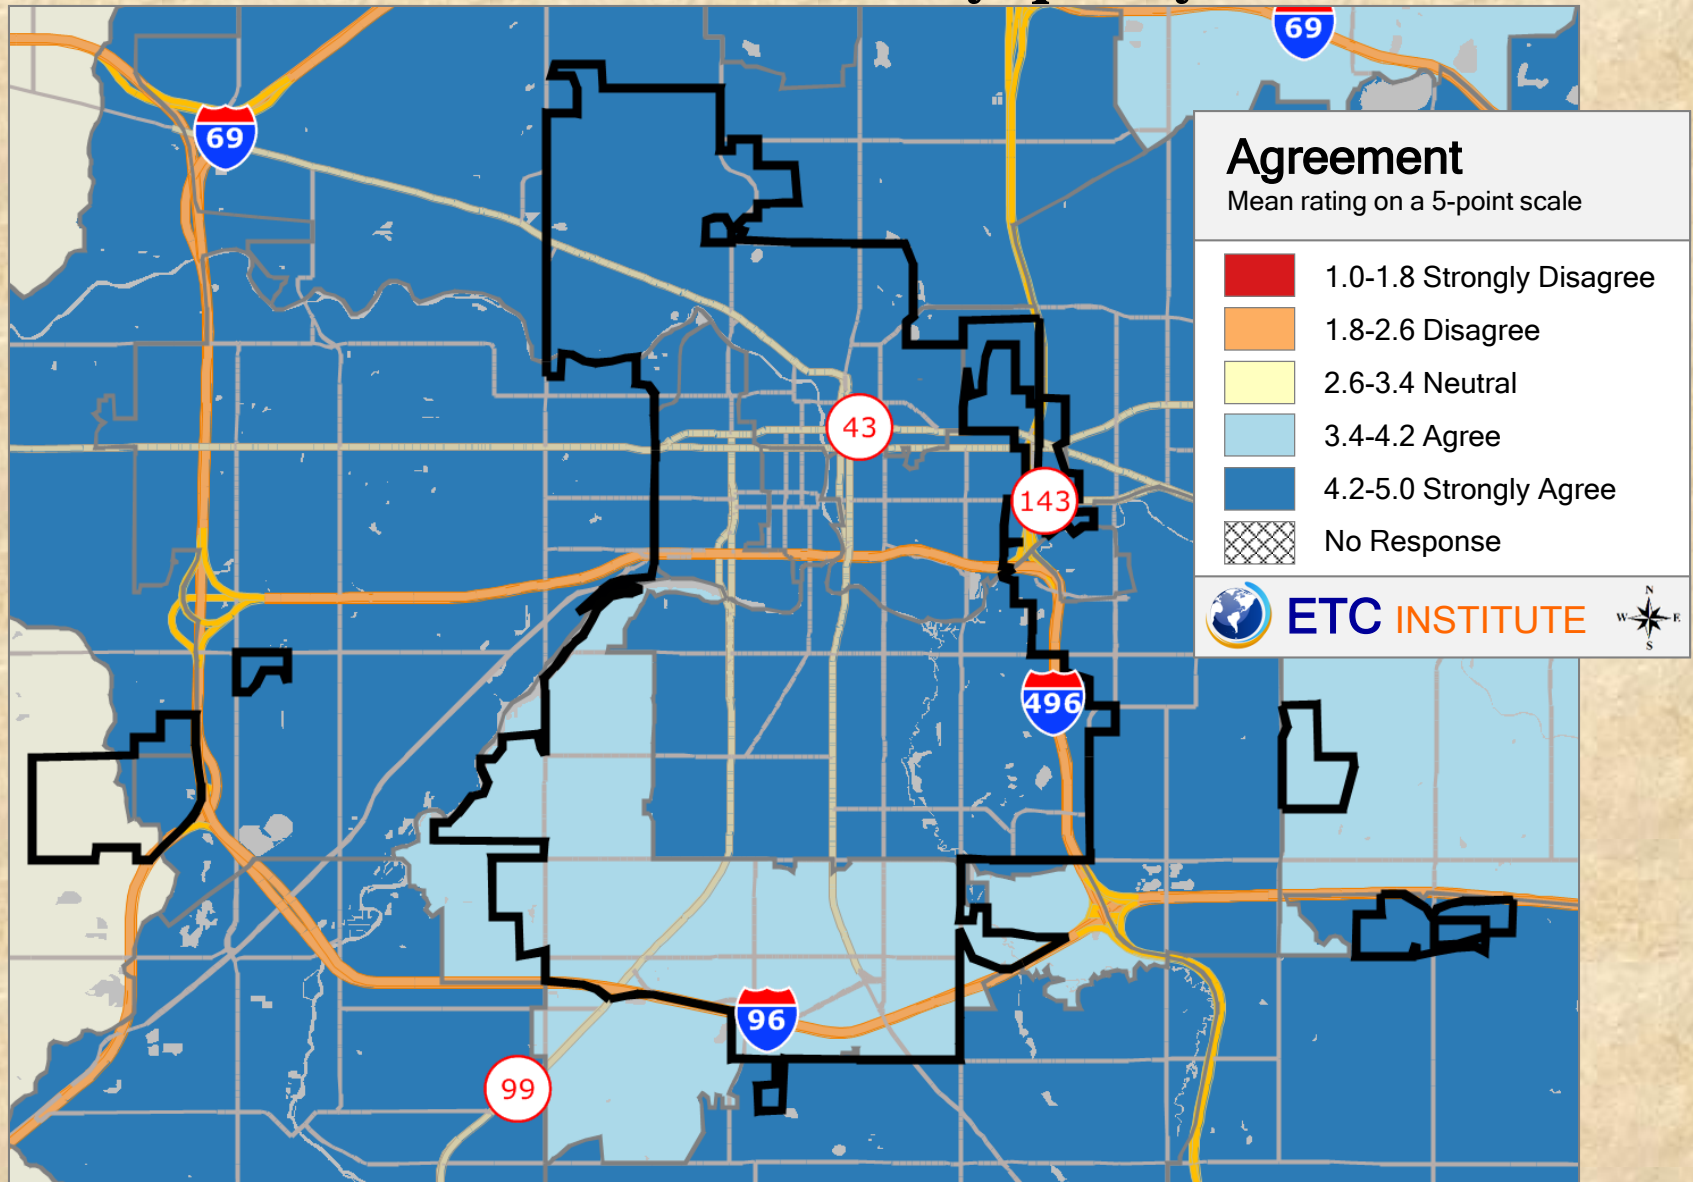 69
69
Agreement
Mean rating on a 5-point scale
1.0-1.8 Strongly Disagree
1.8-2.6 Disagree
2.6-3.4 Neutral
3.4-4.2 Agree
43
4.2-5.0 Strongly Agree
143
No Response
ETC INSTITUTE
N
W E
S
496
96
99